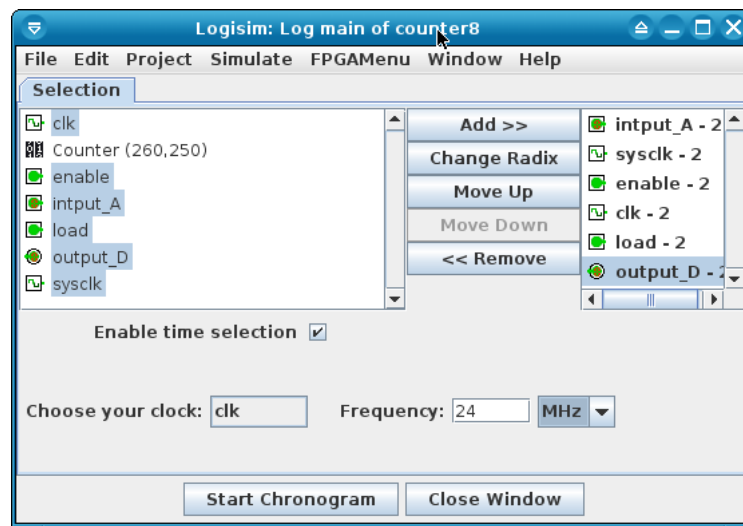 Logisim: Log main of counter8
File Edit Project Simulate FPGAMenu Window Help
Selection
clk
Counter (260,250)
enable
intput_A
load
output_D
sysclk
Add >>
Change Radix
Move Up
Move Down
<< Remove
intput_A - 2
sysclk - 2
enable - 2
clk - 2
load - 2
output_D - 2
Enable time selection
Choose your clock: clk Frequency: 24 MHz
Start Chronogram Close Window